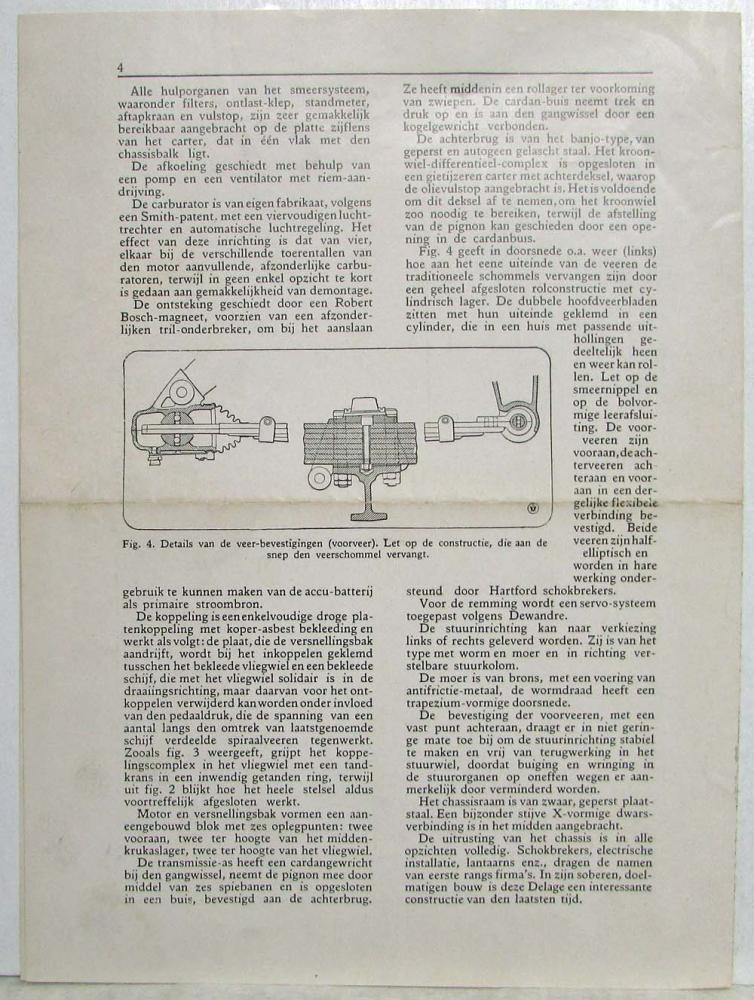 4
Alle hulporganen van het smeersysteem,
waaronder filters, ontlast-klep, standmeter,
aftapkraan en vulstop, zijn zeer gemakkelijk
bereikbaar aangebracht op de platte zijflens
van het carter, dat in één vlak met den
chassisbalk ligt.
De afkoeling geschiedt met behulp van
een pomp en een ventilator met riem-aan-
drijving.
De carburator is van eigen fabrikaat, volgens
een Smith-patent, met een viervoudigen lucht-
trechter en automatische luchtregeling. Het
effect van deze inrichting is dat van vier,
elkaar bij de verschillende toerentallen van
den motor aanvullende, afzonderlijke carbu-
ratoren, terwijl in geen enkel opzicht te kort
is gedaan aan gemakkelijkheid van demontage.
De ontsteking geschiedt door een Robert
Bosch-magneet, voorzien van een afzonder-
lijken tril-onderbreker, om bij het aanslaan
Fig. 4. Details van de veer-bevestigingen (voorveer). Let op de constructie, die aan de
snep den veerschommel vervangt.
gebruik te kunnen maken van de accu-batterij
als primaire stroombron.
De koppeling is een enkelvoudige droge pla-
tenkoppeling met koper-asbest bekleeding en
werkt als volgt: de plaat, die de versnellingsbak
aandrijft, wordt bij het inkoppelen geklemd
tusschen het bekleede vliegwiel en een bekleede
schijf, die met het vliegwiel solidair is in de
draaiingsrichting, maar daarvan voor het ont-
koppelen verwijderd kan worden onder invloed
van den pedaaldruk, die de spanning van een
aantal langs den omtrek van laatstgenoemde
schijf verdeelde spiraalveeren tegenwerkt.
Zooals fig. 3 weergeeft, grijpt het koppe-
lingscomplex in het vliegwiel met een tand-
krans in een inwendig getanden ring, terwijl
uit fig. 2 blijkt hoe het heele stelsel aldus
voortreffelijk afgesloten werkt.
Motor en versnellingsbak vormen een aan-
eengebouwd blok met zes oplegpunten: twee
vooraan, twee ter hoogte van het midden-
krukaslager, twee ter hoogte van het vliegwiel.
De transmissie-as heeft een cardangewricht
bij den gangwissel, neemt de pignon mee door
middel van zes spiebanen en is opgesloten
in een buis, bevestigd aan de achterbrug.
Ze heeft middenin een rollager ter voorkoming
van zwiepen. De cardan-buis neemt trek en
druk op en is aan den gangwissel door een
kogelgewricht verbonden.
De achterbrug is van het banjo-type, van
geperst en autogeen gelascht staal. Het kroon-
wiel-differentieel-complex is opgesloten in
een gietijzeren carter met achterdeksel, waarop
de olievulstop aangebracht is. Het is voldoende
om dit deksel af te nemen, om het kroonwiel
zoo noodig te bereiken, terwijl de afstelling
van de pignon kan geschieden door een ope-
ning in de cardanbuis.
Fig. 4 geeft in doorsnede o.a. weer (links)
hoe aan het eene uiteinde van de veeren de
traditioneele schommels vervangen zijn door
een geheel afgesloten rolconstructie met cy-
lindrisch lager. De dubbele hoofdveerbladen
zitten met hun uiteinde geklemd in een
cylinder, die in een huis met passende uit-
hollingen ge-
deeltelijk heen
en weer kan rol-
len. Let op de
smeernippel en
op de bolvor-
mige leerafslui-
ting. De voor-
veeren zijn
vooraan, de ach-
terveeren ach
teraan en voor-
aan in een der-
gelijke flexibele
verbinding be-
vestigd. Beide
veeren zijn half-
elliptisch en
worden in hare
werking onder-
steund door Hartford schokbrekers.
Voor de remming wordt een servo-systeem
toegepast volgens Dewandre.
De stuurinrichting kan naar verkiezing
links of rechts geleverd worden. Zij is van het
type met worm en moer en in richting ver-
stelbare stuurkolom.
De moer is van brons, met een voering van
antifrictie-metaal, de wormdraad heeft een
trapezium-vormige doorsnede.
De bevestiging der voorveeren, met een
vast punt achteraan, draagt er in niet gerin-
ge mate toe bij om de stuurinrichting stabiel
te maken en vrij van terugwerking in het
stuurwiel, doordat buiging en wringing in
de stuurorganen op oneffen wegen er aan-
merkelijk door verminderd worden.
Het chassisraam is van zwaar, geperst plaat-
staal. Een bijzonder stijve X-vormige dwars-
verbinding is in het midden aangebracht.
De uitrusting van het chassis is in alle
opzichten volledig. Schokbrekers, electrische
installatie, lantaarns enz., dragen de namen
van eerste rangs firma's. In zijn soberen, doel-
matigen bouw is deze Delage een interessante
constructie van den laatsten tijd.